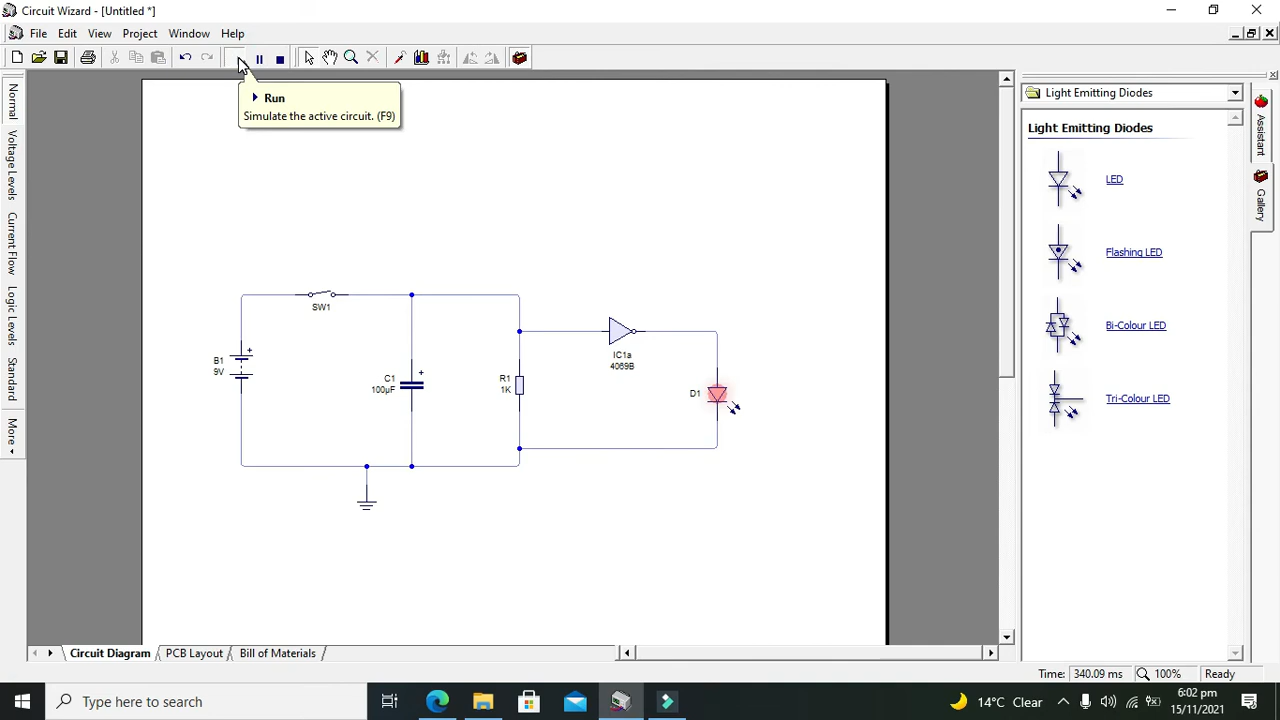 Circuit Wizard - [Untitled *]
File Edit View Project Window Help
Run
Simulate the active circuit. (F9)
Normal
Voltage Levels
Current Flow
Logic Levels
Standard
More
SW1
B1
9V
C1
100µF
R1
1K
IC1a
4069B
D1
Light Emitting Diodes
Light Emitting Diodes
LED
Flashing LED
Bi-Colour LED
Tri-Colour LED
Assistant
Gallery
Circuit Diagram PCB Layout Bill of Materials
Time: 340.09 ms 100% Ready
Type here to search
14°C Clear
6:02 pm
15/11/2021